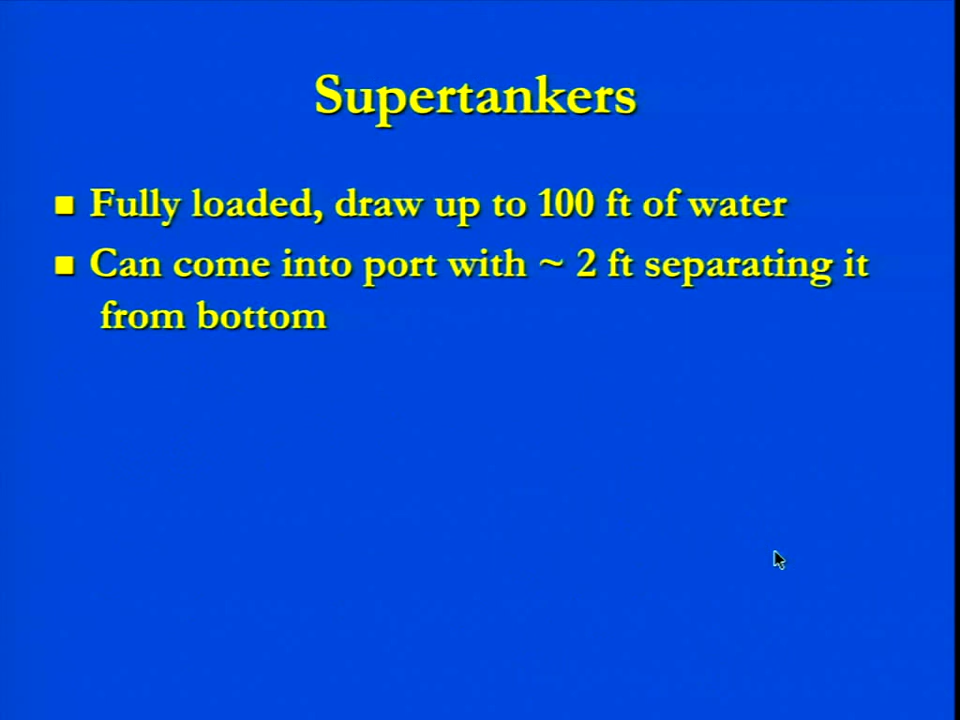 Supertankers
■ Fully loaded, draw up to 100 ft of water
■ Can come into port with ~ 2 ft separating it
from bottom